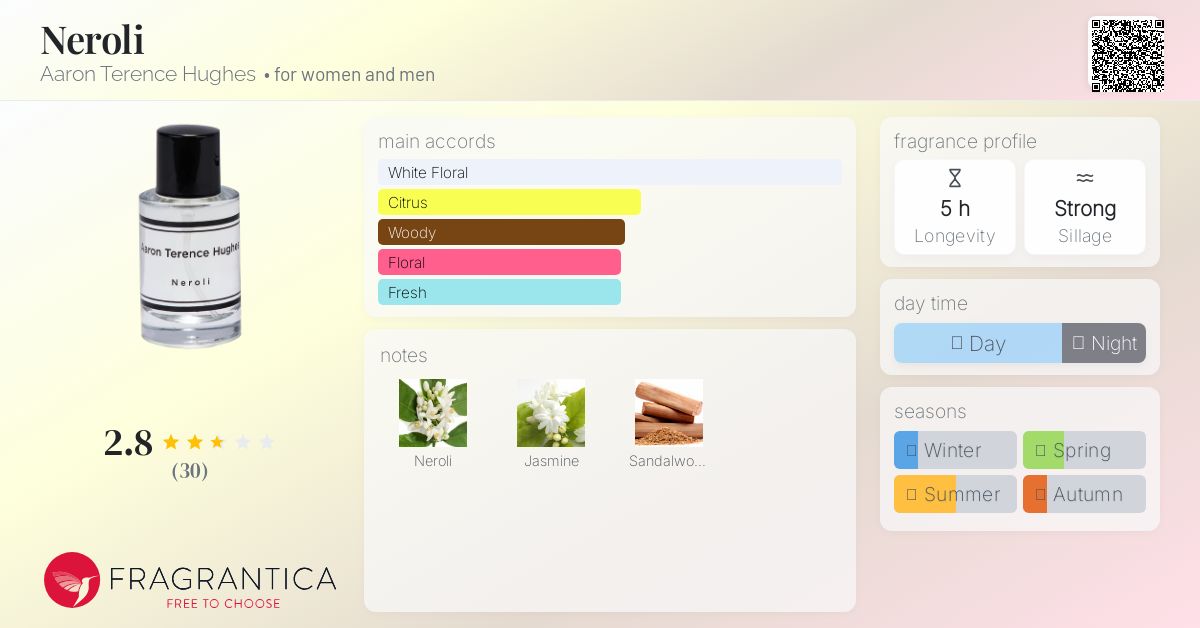 Neroli
Aaron Terence Hughes • for women and men
Aaron Terence Hughes
Neroli
2.8
(30)
FRAGRANTICA
FREE TO CHOOSE
main accords
White Floral
Citrus
Woody
Floral
Fresh
notes
Neroli Jasmine Sandalwo...
fragrance profile
5 h Strong
Longevity Sillage
day time
Day Night
seasons
Winter Spring
Summer Autumn